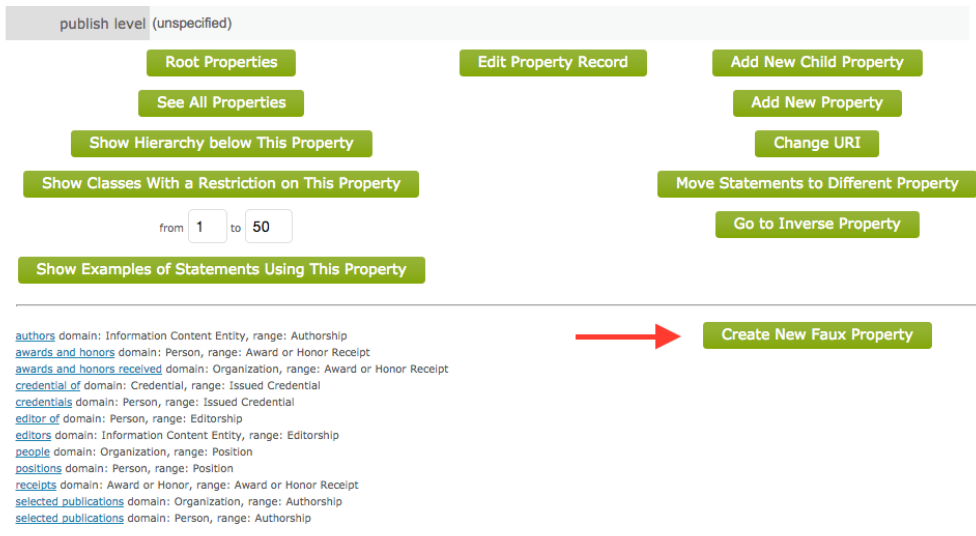 publish level (unspecified)
Root Properties Edit Property Record Add New Child Property
See All Properties Add New Property
Show Hierarchy below This Property Change URI
Show Classes With a Restriction on This Property Move Statements to Different Property
from 1 to 50 Go to Inverse Property
Show Examples of Statements Using This Property
authors domain: Information Content Entity, range: Authorship Create New Faux Property
awards and honors domain: Person, range: Award or Honor Receipt
awards and honors received domain: Organization, range: Award or Honor Receipt
credential of domain: Credential, range: Issued Credential
credentials domain: Person, range: Issued Credential
editor of domain: Person, range: Editorship
editors domain: Information Content Entity, range: Editorship
people domain: Organization, range: Position
positions domain: Person, range: Position
receipts domain: Award or Honor, range: Award or Honor Receipt
selected publications domain: Organization, range: Authorship
selected publications domain: Person, range: Authorship